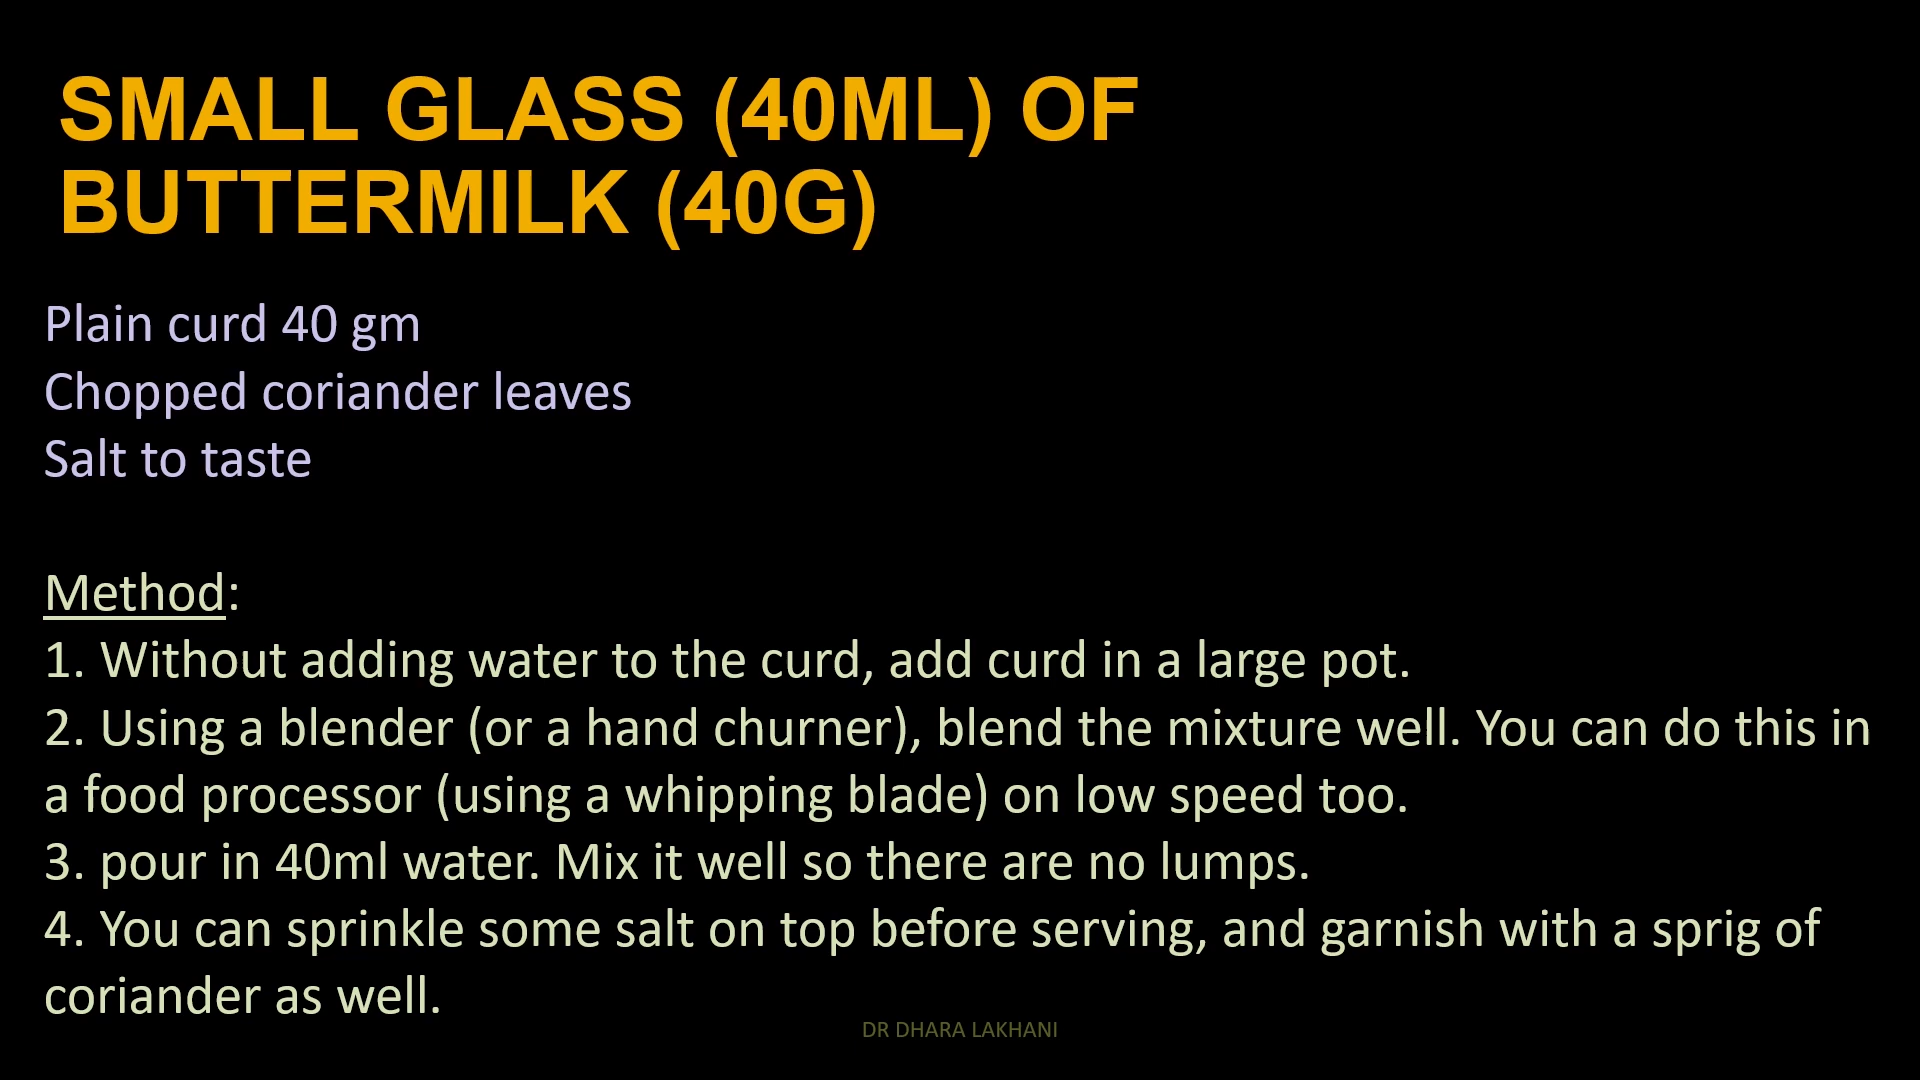 SMALL GLASS (40ML) OF
BUTTERMILK (40G)
Plain curd 40 gm
Chopped coriander leaves
Salt to taste
Method:
1. Without adding water to the curd, add curd in a large pot.
2. Using a blender (or a hand churner), blend the mixture well. You can do this in
a food processor (using a whipping blade) on low speed too.
3. pour in 40ml water. Mix it well so there are no lumps.
4. You can sprinkle some salt on top before serving, and garnish with a sprig of
coriander as well.
DR DHARA LAKHANI